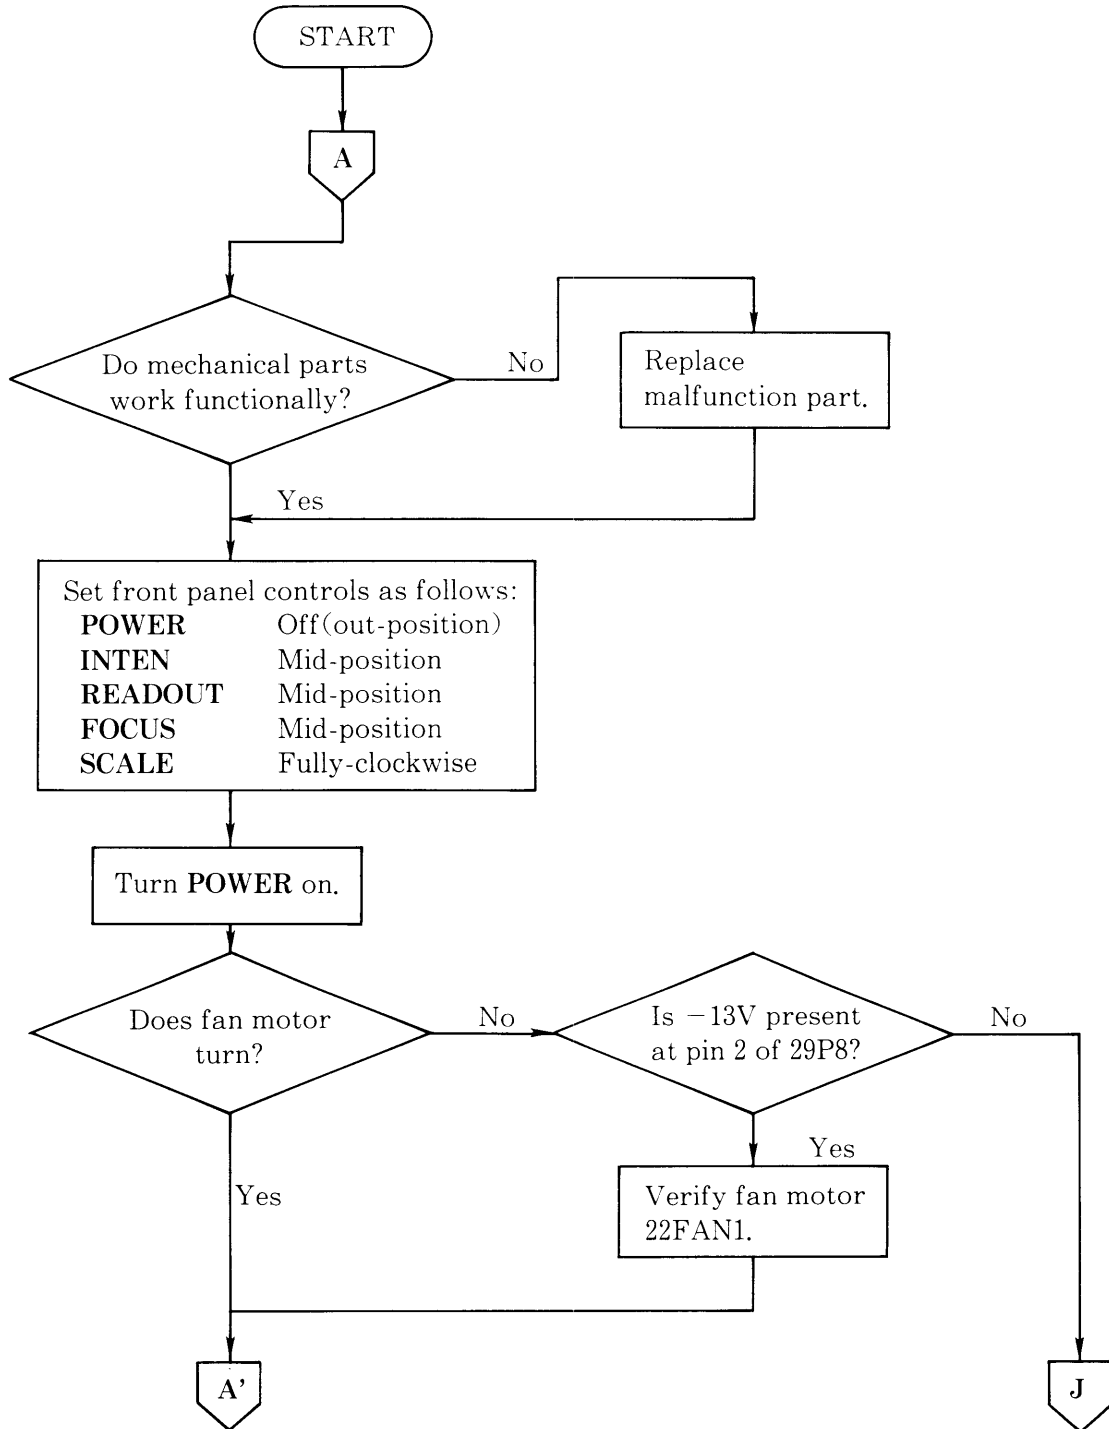 START
A
Do mechanical parts
work functionally?
No
Replace
malfunction part.
Yes
Set front panel controls as follows:
POWER Off(out-position)
INTEN Mid-position
READOUT Mid-position
FOCUS Mid-position
SCALE Fully-clockwise
Turn POWER on.
Does fan motor
turn?
No
Is −13V present
at pin 2 of 29P8?
No
Yes
Yes
Verify fan motor
22FAN1.
A'
J